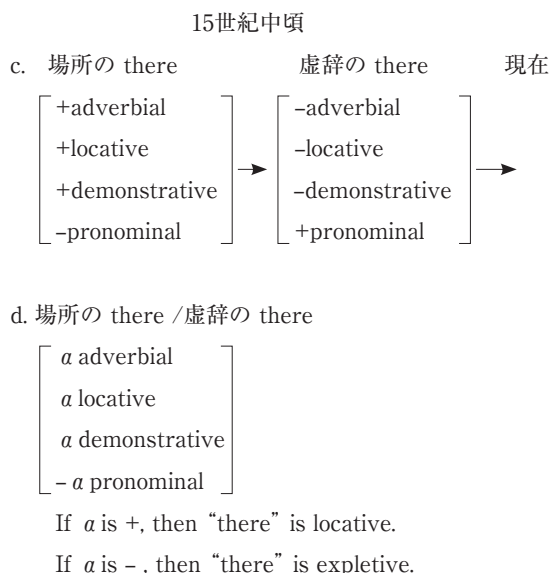 15世紀中頃
c. 場所の there 虚辞の there 現在
+adverbial –adverbial
+locative –locative
+demonstrative –demonstrative
–pronominal +pronominal
d. 場所の there /虚辞の there
α adverbial
α locative
α demonstrative
– α pronominal
If α is +, then “there” is locative.
If α is – , then “there” is expletive.